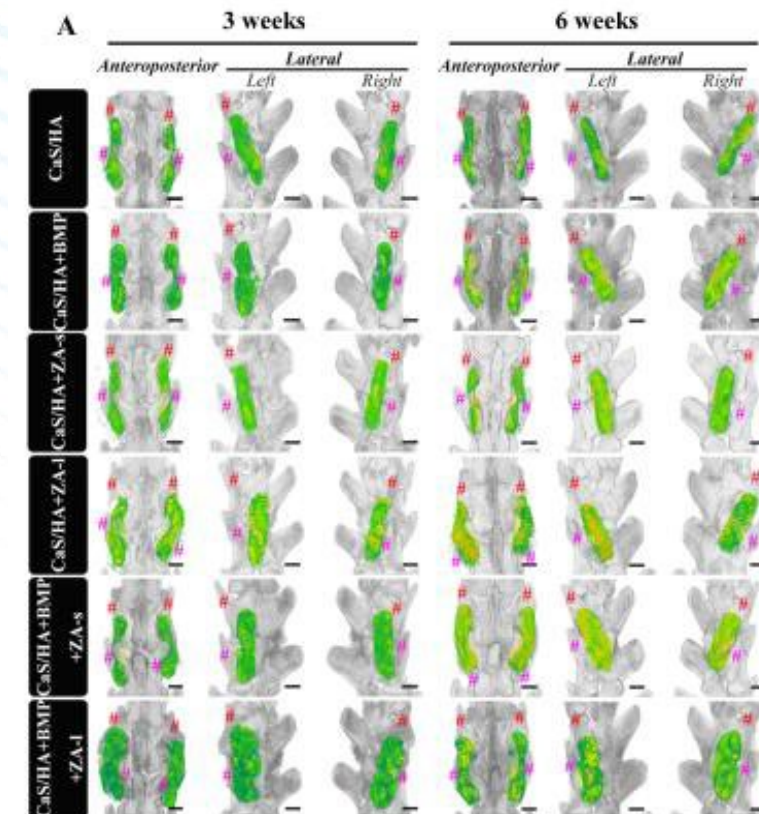 A
3 weeks
6 weeks
Anteroposterior
Lateral
Anteroposterior
Lateral
Left
Right
Left
Right
CaS/HA
# # # # # #
# # # # # #
# # # # # #
# # # # # #
CaS/HA+BMP
# # # # # #
# # # # # #
# # # # # #
# # # # # #
CaS/HA+ZA-s
CaS/HA+ZA-l
CaS/HA+BMP
+ZA-s
CaS/HA+BMP
+ZA-l